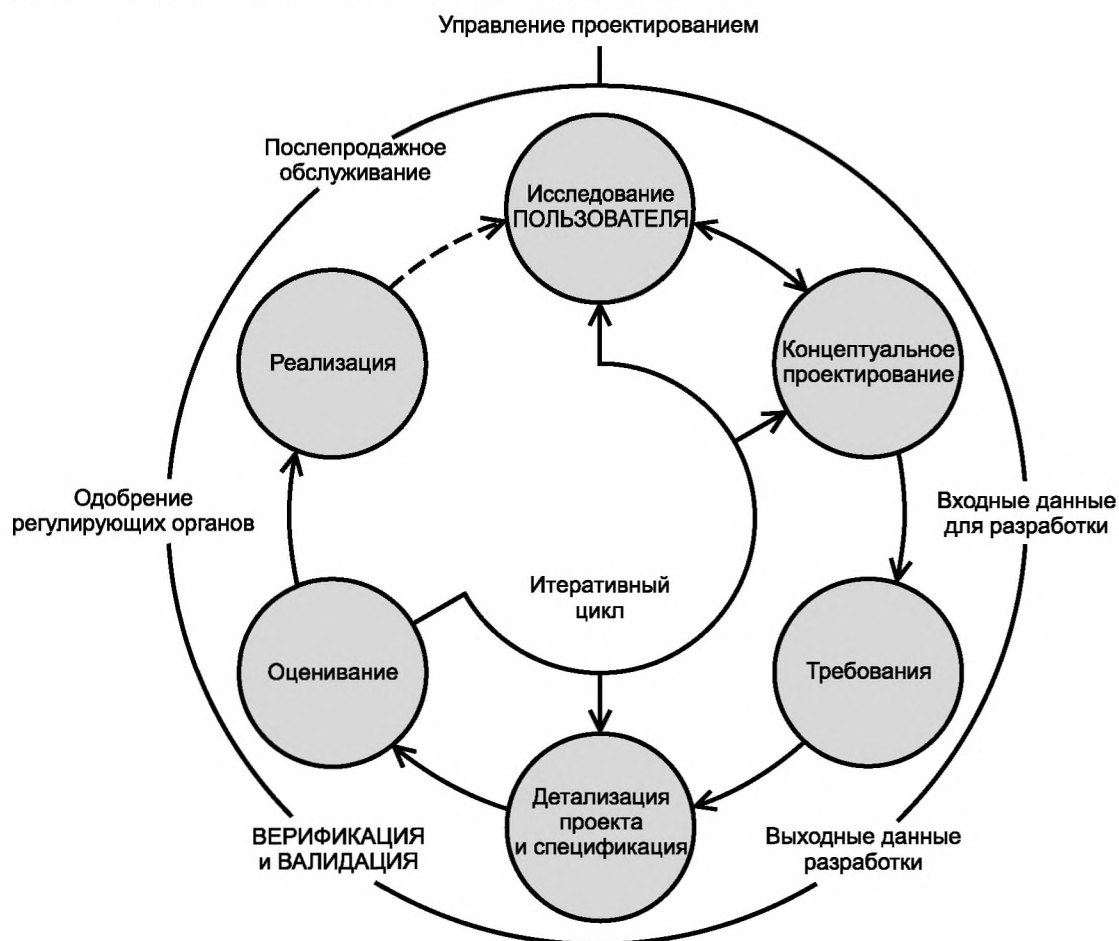 Управление проектированием
Послепродажное
обслуживание
Исследование
ПОЛЬЗОВАТЕЛЯ
Реализация
Концептуальное
проектирование
Одобрение
регулирующих органов
Входные данные
для разработки
Итеративный
цикл
Оценивание
Требования
Детализация
проекта
и спецификация
ВЕРИФИКАЦИЯ
и ВАЛИДАЦИЯ
Выходные данные
разработки